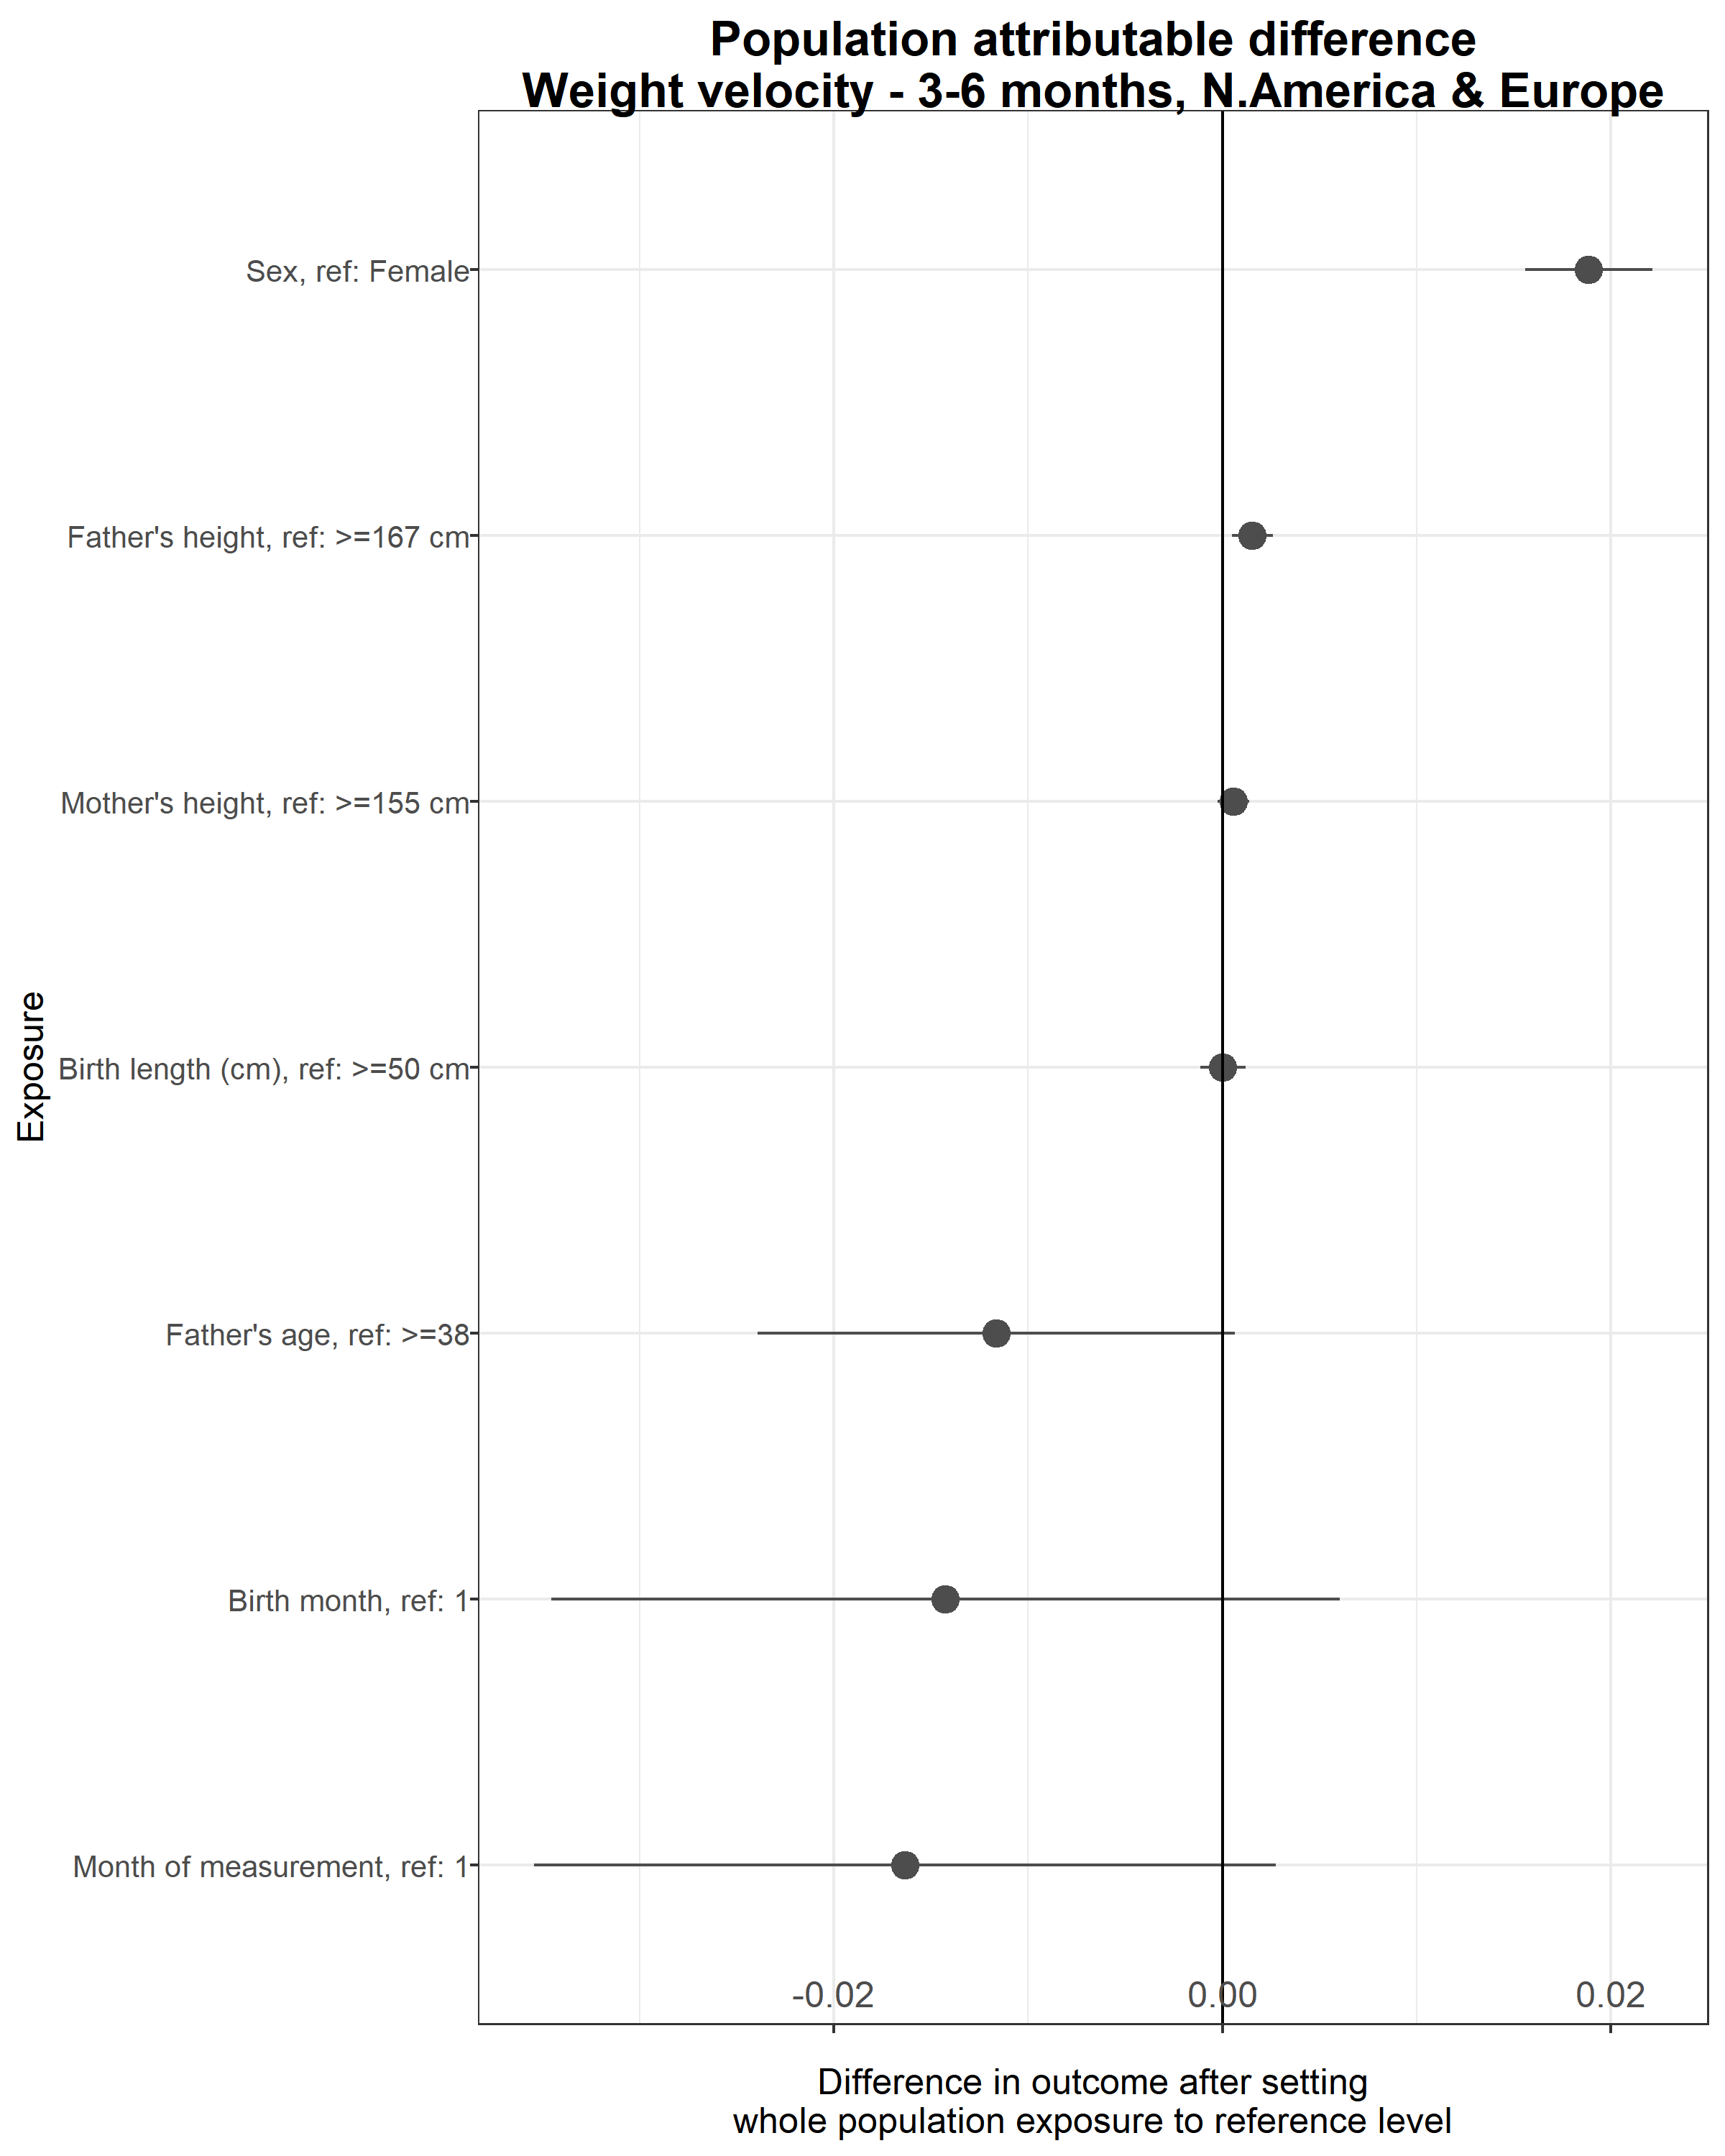 Population attributable difference
Weight velocity - 3-6 months, N.America & Europe
Exposure
Sex, ref: Female
Father's height, ref: >=167 cm
Mother's height, ref: >=155 cm
Birth length (cm), ref: >=50 cm
Father's age, ref: >=38
Birth month, ref: 1
Month of measurement, ref: 1
-0.02 0.00 0.02
Difference in outcome after setting
whole population exposure to reference level